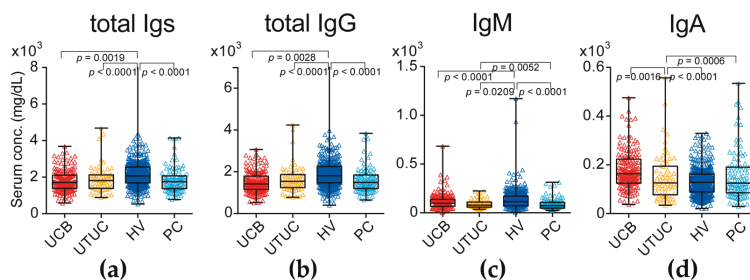 total Igs
total IgG
IgM
IgA
x10³
x10³
x10³
x10³
Serum conc. (mg/dL)
8
6
4
2
0
p = 0.0019
p < 0.0001
p <0.0001
UCB
UTUC
HV
PC
(a)
6
4
2
0
p = 0.0028
p <0.0001
p <0.0001
UCB
UTUC
HV
PC
(b)
1.5
1.0
0.5
0
p = 0.0052
p <0.0001
p = 0.0209
p <0.0001
UCB
UTUC
HV
PC
(c)
0.6
0.4
0.2
0
p = 0.0006
p = 0.0016
p <0.0001
UCB
UTUC
HV
PC
(d)